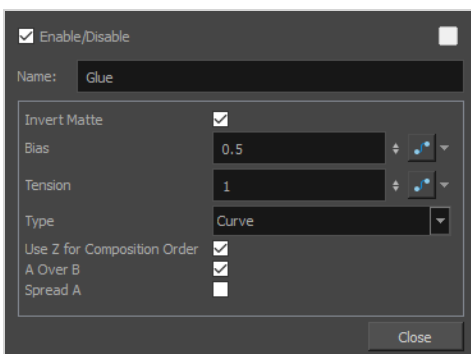 Enable/Disable
Name: Glue
Invert Matte
Bias 0.5
Tension 1
Type Curve
Use Z for Composition Order
A Over B
Spread A
Close